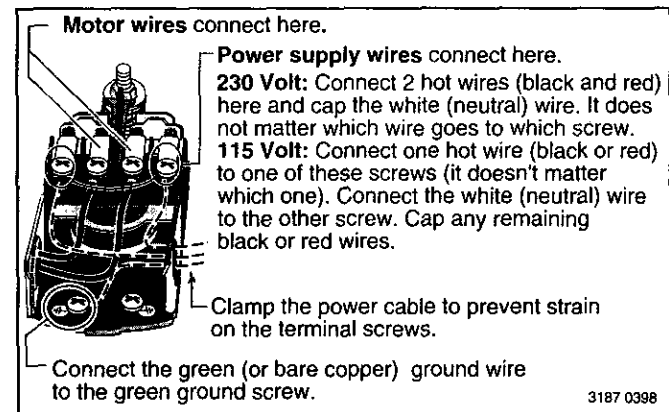 Motor wires connect here.
Power supply wires connect here.
230 Volt: Connect 2 hot wires (black and red)
here and cap the white (neutral) wire. It does
not matter which wire goes to which screw.
115 Volt: Connect one hot wire (black or red)
to one of these screws (it doesn't matter
which one). Connect the white (neutral) wire
to the other screw. Cap any remaining
black or red wires.
Clamp the power cable to prevent strain
on the terminal screws.
Connect the green (or bare copper) ground wire
to the green ground screw.
3187 0398